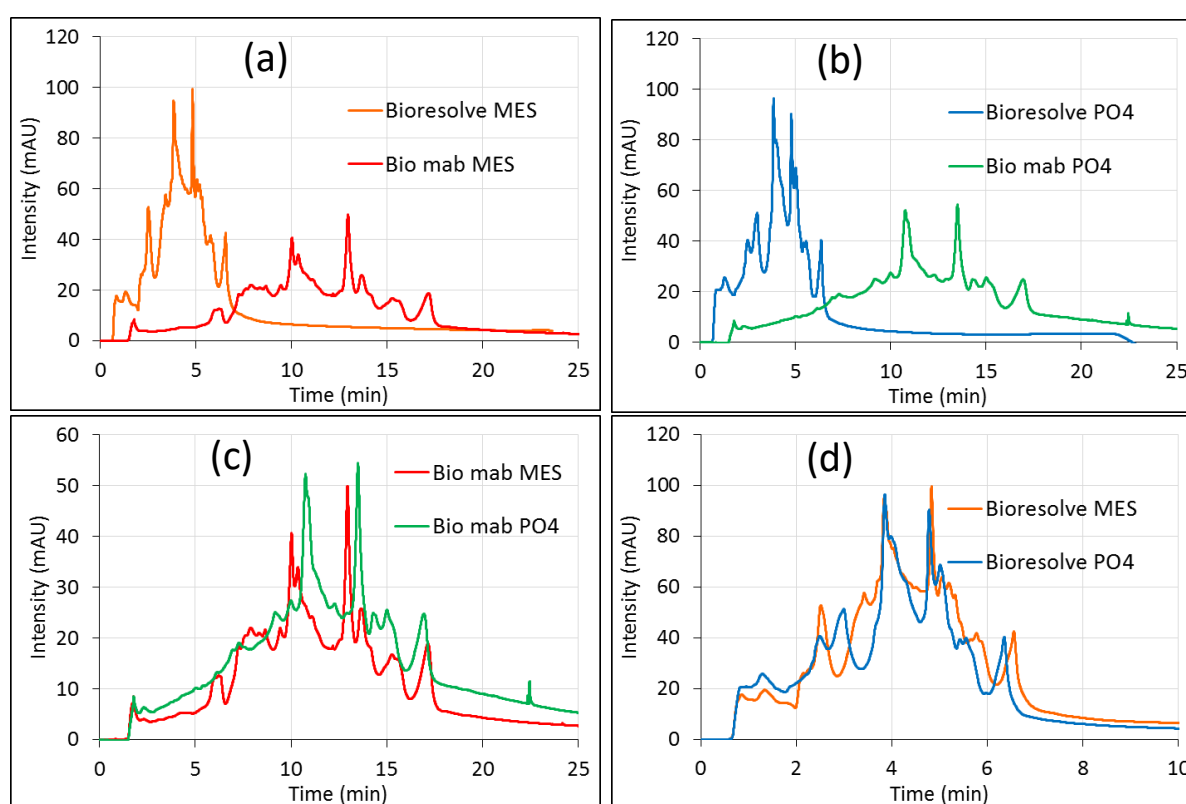 (a)
120
100
80
60
40
20
0
Intensity (mAU)
Bioresolve MES
Bio mab MES
0 5 10 15 20 25
Time (min)
(b)
120
100
80
60
40
20
0
Intensity (mAU)
Bioresolve PO4
Bio mab PO4
0 5 10 15 20 25
Time (min)
(c)
60
50
40
30
20
10
0
Intensity (mAU)
Bio mab MES
Bio mab PO4
0 5 10 15 20 25
Time (min)
(d)
120
100
80
60
40
20
0
Intensity (mAU)
Bioresolve MES
Bioresolve PO4
0 2 4 6 8 10
Time (min)